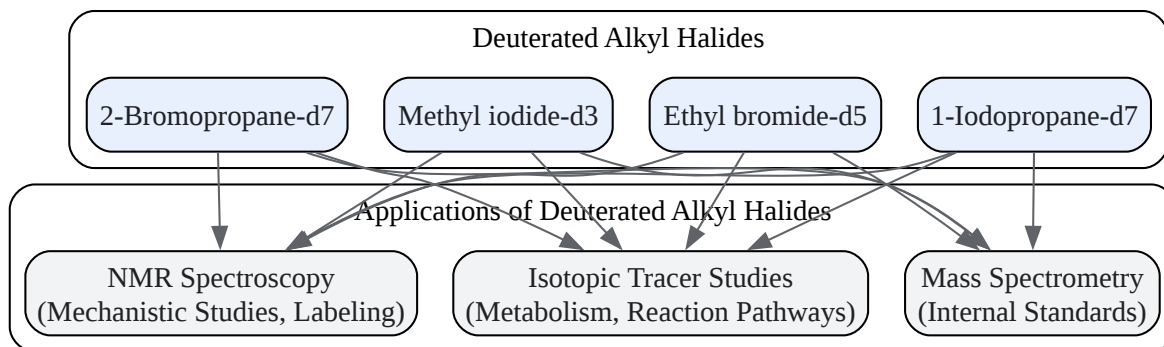 Deuterated Alkyl Halides
2-Bromopropane-d7
Methyl iodide-d3
Ethyl bromide-d5
1-Iodopropane-d7
Applications of Deuterated Alkyl Halides
NMR Spectroscopy
(Mechanistic Studies, Labeling)
Isotopic Tracer Studies
(Metabolism, Reaction Pathways)
Mass Spectrometry
(Internal Standards)